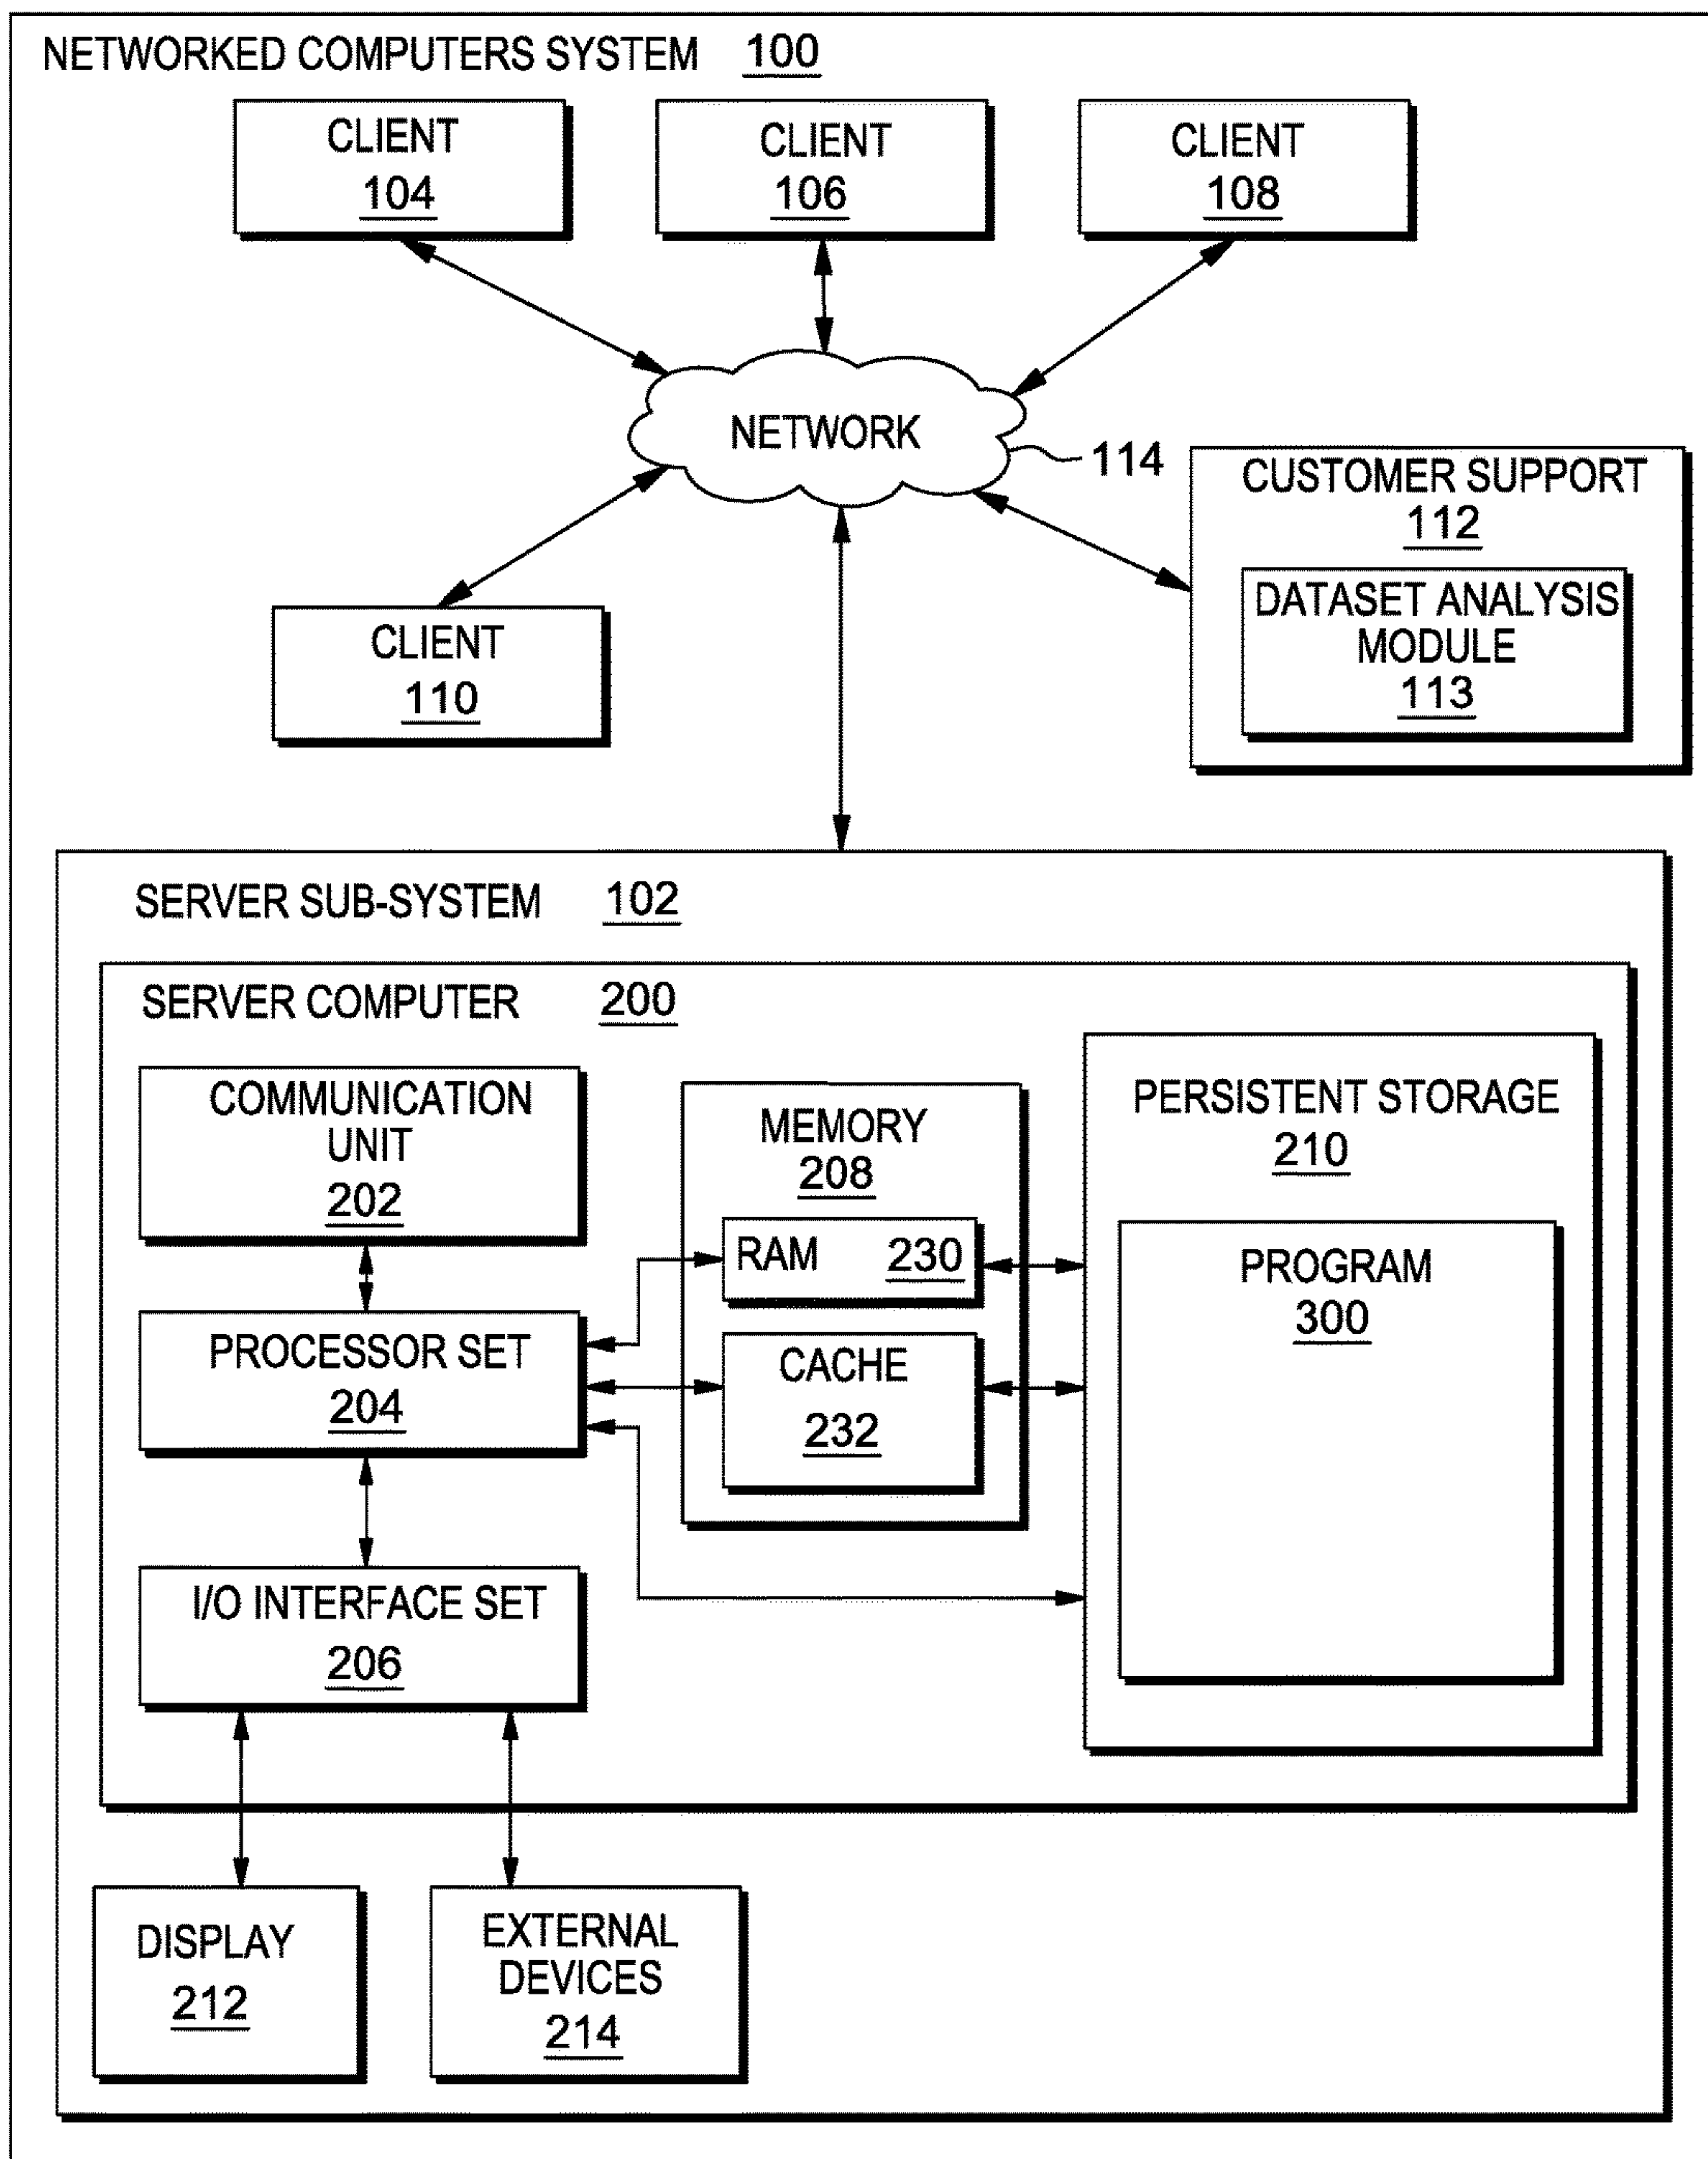 NETWORKED COMPUTERS SYSTEM 100
CLIENT
104
CLIENT
106
CLIENT
108
NETWORK
114
CUSTOMER SUPPORT
112
DATASET ANALYSIS
MODULE
113
CLIENT
110
SERVER SUB-SYSTEM 102
SERVER COMPUTER 200
COMMUNICATION
UNIT
202
MEMORY
208
PERSISTENT STORAGE
210
RAM 230
PROGRAM
300
PROCESSOR SET
204
CACHE
232
I/O INTERFACE SET
206
DISPLAY
212
EXTERNAL
DEVICES
214